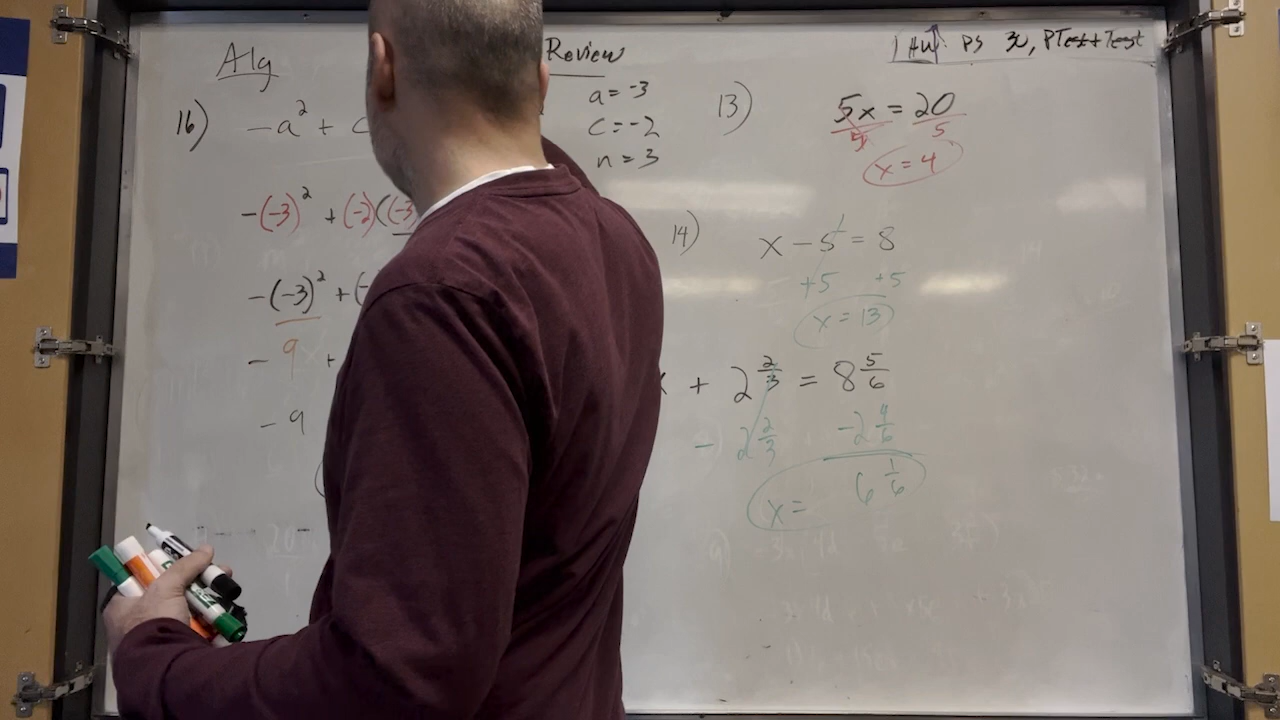 Alg
Review
HW: PS 30, PTest+Test
16) -a² + c
a = -3
c = -2
n = 3
-(-3)² + (-2)((-3
-(-3)² + (-
- 9 +
- 9
13) 5x = 20
5 5
x = 4
14) x - 5 = 8
+5 +5
x = 13
x + 2 2/3 = 8 5/6
- 2 2/3 -2 4/6
x = 6 1/6